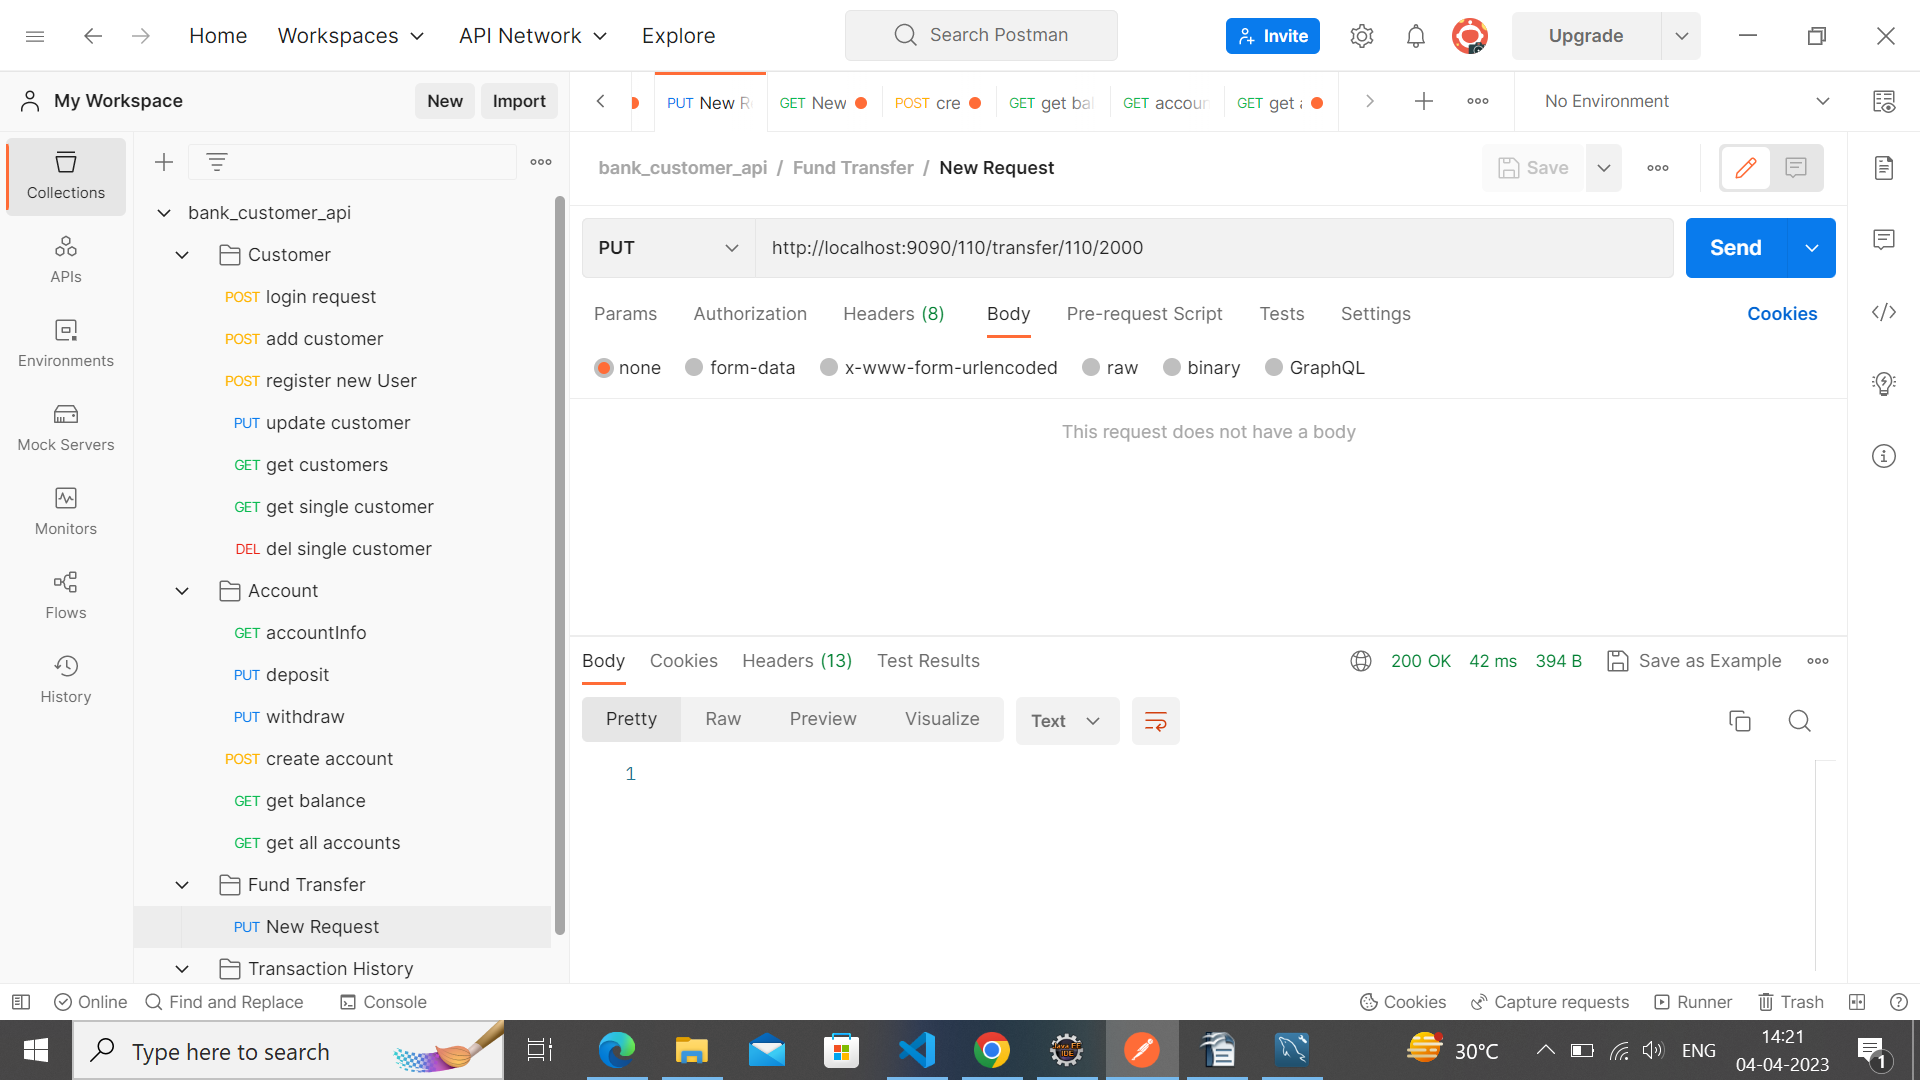 Home
Workspaces
API Network
Explore
Search Postman
Invite
Upgrade
My Workspace
New
Import
PUT New R
GET New
POST cre
GET get bal
GET accoun
GET get a
No Environment
Collections
APIs
Environments
Mock Servers
Monitors
Flows
History
bank_customer_api
Customer
POST login request
POST add customer
POST register new User
PUT update customer
GET get customers
GET get single customer
DEL del single customer
Account
GET accountInfo
PUT deposit
PUT withdraw
POST create account
GET get balance
GET get all accounts
Fund Transfer
PUT New Request
Transaction History
bank_customer_api / Fund Transfer / New Request
Save
PUT
http://localhost:9090/110/transfer/110/2000
Send
Params
Authorization
Headers (8)
Body
Pre-request Script
Tests
Settings
Cookies
none
form-data
x-www-form-urlencoded
raw
binary
GraphQL
This request does not have a body
Body
Cookies
Headers (13)
Test Results
200 OK
42 ms
394 B
Save as Example
Pretty
Raw
Preview
Visualize
Text
1
Online
Find and Replace
Console
Cookies
Capture requests
Runner
Trash
Type here to search
Java EE
IDE
30°C
ENG
14:21
04-04-2023
1